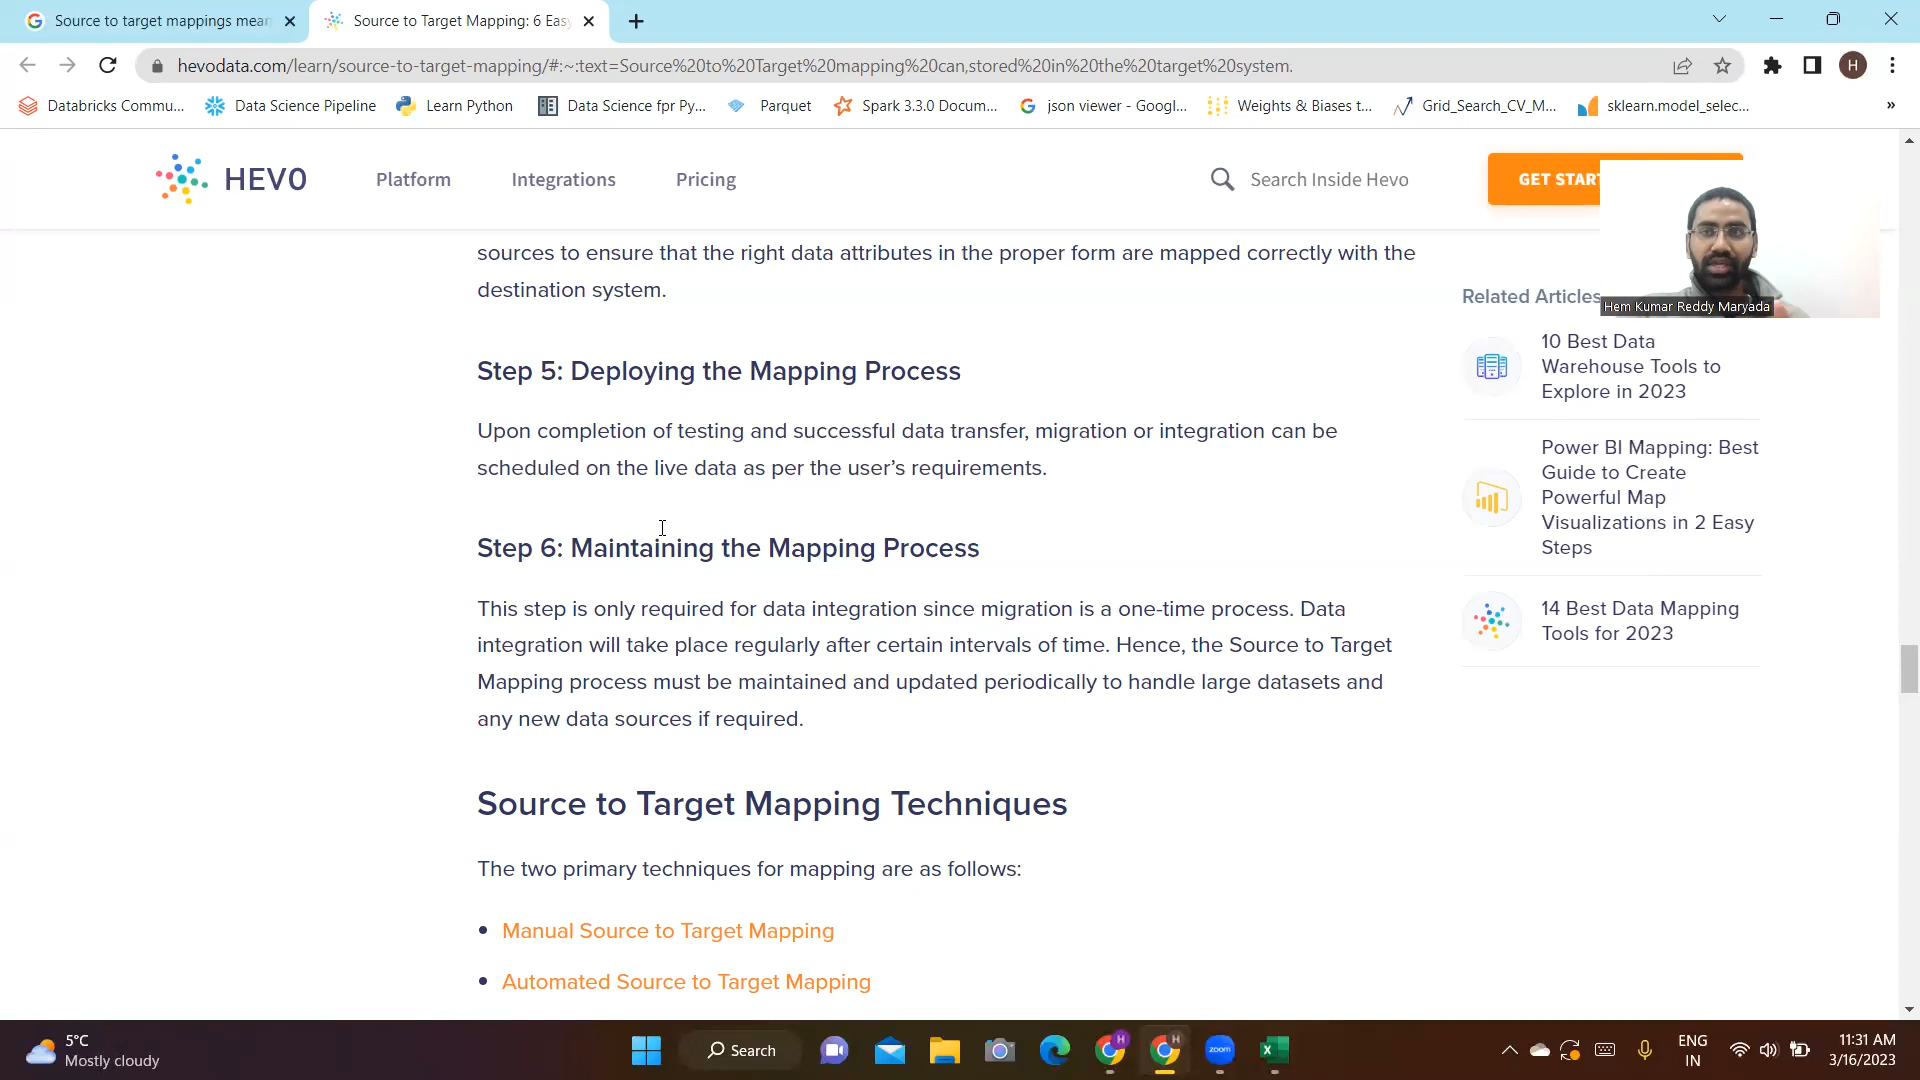 Source to target mappings mean
Source to Target Mapping: 6 Easy
hevodata.com/learn/source-to-target-mapping/#:~:text=Source%20to%20Target%20mapping%20can,stored%20in%20the%20target%20system.
H
Databricks Commu...
Data Science Pipeline
Learn Python
Data Science fpr Py...
Parquet
Spark 3.3.0 Docum...
json viewer - Googl...
Weights & Biases t...
Grid_Search_CV_M...
sklearn.model_selec...
»
HEVO
Platform
Integrations
Pricing
Search Inside Hevo
GET START
sources to ensure that the right data attributes in the proper form are mapped correctly with the
destination system.
Step 5: Deploying the Mapping Process
Upon completion of testing and successful data transfer, migration or integration can be
scheduled on the live data as per the user's requirements.
Step 6: Maintaining the Mapping Process
This step is only required for data integration since migration is a one-time process. Data
integration will take place regularly after certain intervals of time. Hence, the Source to Target
Mapping process must be maintained and updated periodically to handle large datasets and
any new data sources if required.
Source to Target Mapping Techniques
The two primary techniques for mapping are as follows:
• Manual Source to Target Mapping
• Automated Source to Target Mapping
Hem Kumar Reddy Maryada
Related Articles
10 Best Data
Warehouse Tools to
Explore in 2023
Power BI Mapping: Best
Guide to Create
Powerful Map
Visualizations in 2 Easy
Steps
14 Best Data Mapping
Tools for 2023
5°C
Mostly cloudy
Search
H
H
zoom
ENG
IN
11:31 AM
3/16/2023